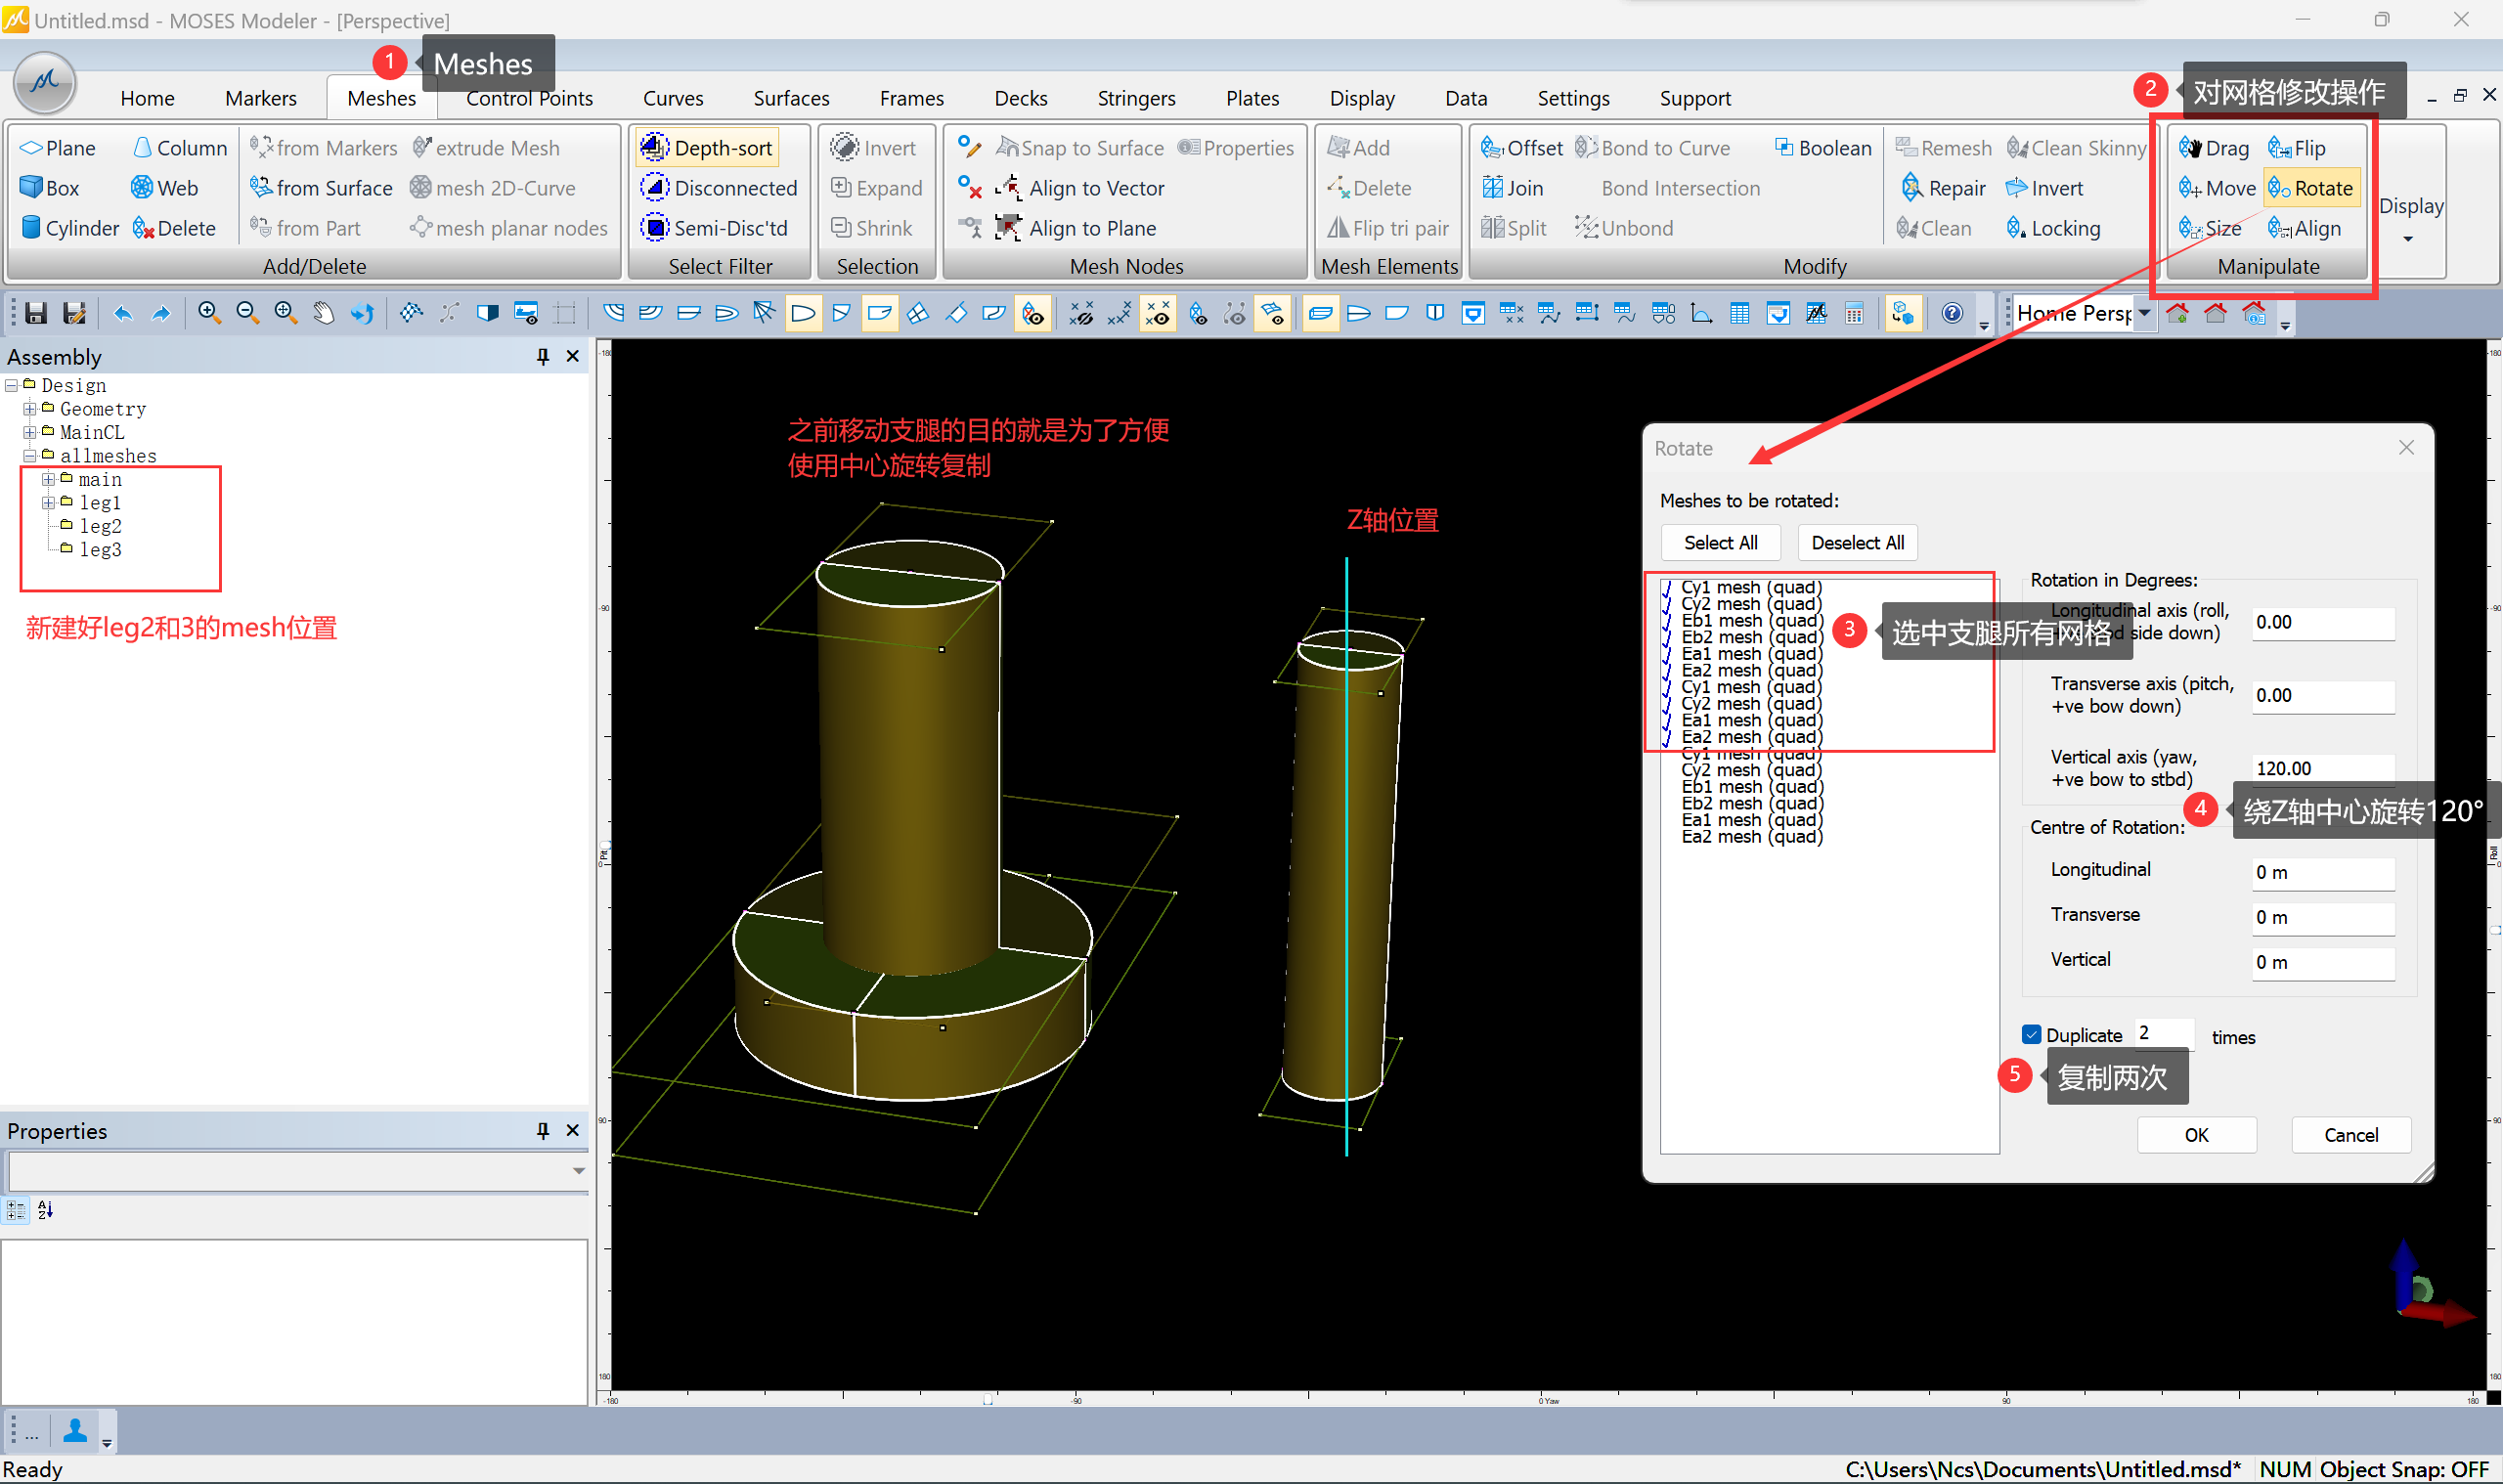 Untitled.msd - MOSES Modeler - [Perspective]
1 Meshes
Home Markers Meshes Control Points Curves Surfaces Frames Decks Stringers Plates Display Data Settings Support
2 对网格修改操作
Plane Column from Markers extrude Mesh Depth-sort Invert Snap to Surface Properties Add Offset Bond to Curve Boolean Remesh Clean Skinny Drag Flip
Box Web from Surface mesh 2D-Curve Disconnected Expand Align to Vector Delete Join Bond Intersection Repair Invert Move Rotate Display
Cylinder Delete from Part mesh planar nodes Semi-Disc'td Shrink Align to Plane Flip tri pair Split Unbond Clean Locking Size Align
Add/Delete Select Filter Selection Mesh Nodes Mesh Elements Modify Manipulate
Home Persp
Assembly
Design
Geometry
MainCL
allmeshes
main
leg1
leg2
leg3
新建好leg2和3的mesh位置
Properties
之前移动支腿的目的就是为了方便
使用中心旋转复制
Z轴位置
Rotate
Meshes to be rotated:
Select All Deselect All
Cy1 mesh (quad)
Cy2 mesh (quad)
Eb1 mesh (quad)
Eb2 mesh (quad)
Ea1 mesh (quad)
Ea2 mesh (quad)
Cy1 mesh (quad)
Cy2 mesh (quad)
Ea1 mesh (quad)
Ea2 mesh (quad)
Cy1 mesh (quad)
Cy2 mesh (quad)
Eb1 mesh (quad)
Eb2 mesh (quad)
Ea1 mesh (quad)
Ea2 mesh (quad)
3 选中支腿所有网格
Rotation in Degrees:
Longitudinal axis (roll,
side down) 0.00
Transverse axis (pitch,
+ve bow down) 0.00
Vertical axis (yaw,
+ve bow to stbd) 120.00
4 绕Z轴中心旋转120°
Centre of Rotation:
Longitudinal 0 m
Transverse 0 m
Vertical 0 m
Duplicate 2 times
5 复制两次
OK Cancel
-180 -90 0 Yaw 90 180
Ready
C:\Users\Ncs\Documents\Untitled.msd* NUM Object Snap: OFF